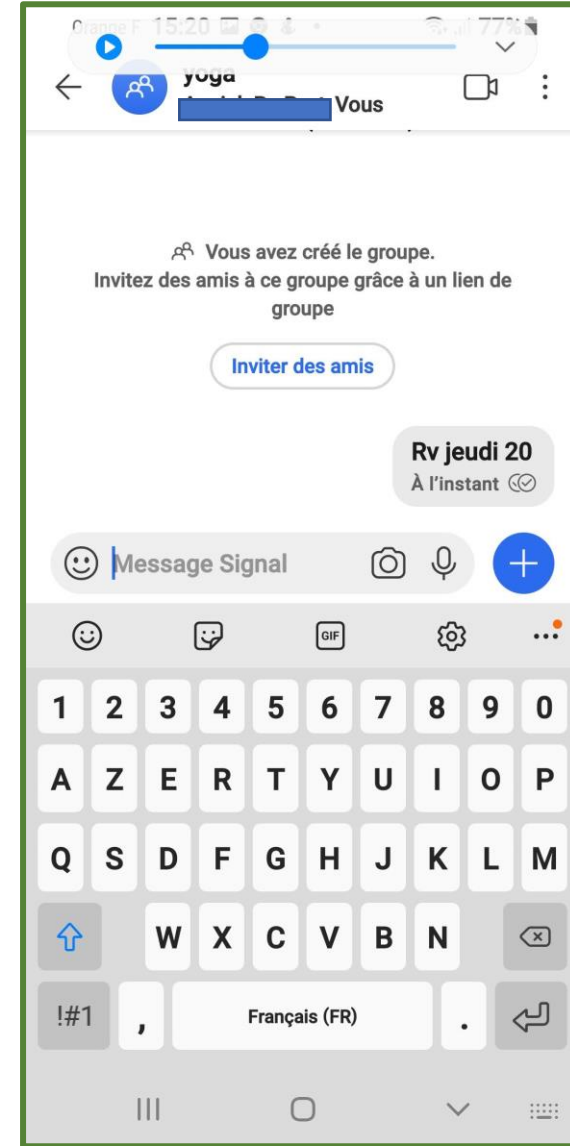 15:20 77%
yoga
Vous
Vous avez créé le groupe.
Invitez des amis à ce groupe grâce à un lien de
groupe
Inviter des amis
Rv jeudi 20
À l'instant
Message Signal
GIF
1 2 3 4 5 6 7 8 9 0
A Z E R T Y U I O P
Q S D F G H J K L M
W X C V B N
!#1 , Français (FR) .